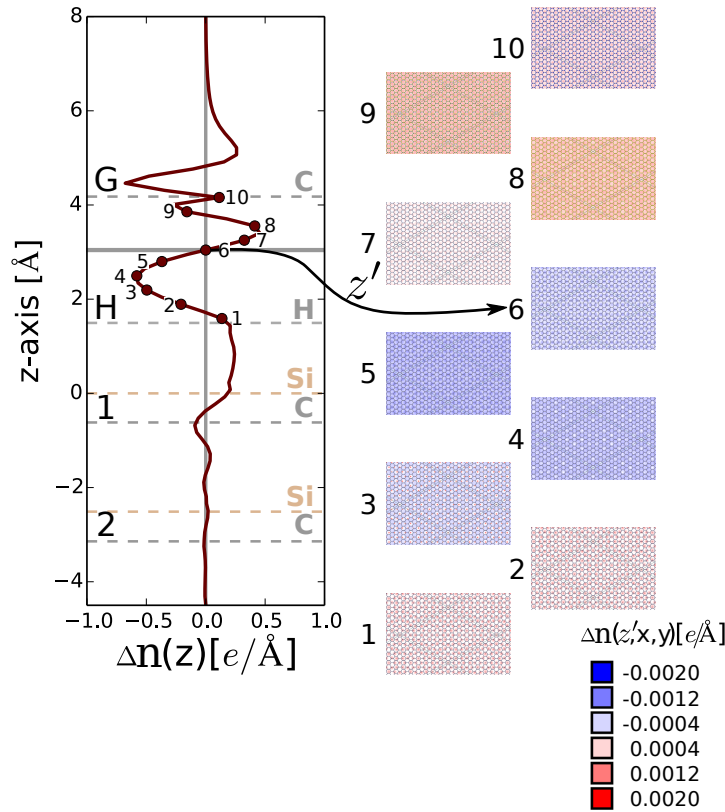 8
6
4
2
0
−2
−4
z-axis [Å]
G
C
10
9
8
7
6
5
4
3
2
1
H
H
Si
1
C
Si
2
C
−1.0 −0.5 0.0 0.5 1.0
Δn(z)[e/Å]
z′
10
9
8
7
6
5
4
3
2
1
Δn(z′,x,y)[e/Å]
-0.0020
-0.0012
-0.0004
0.0004
0.0012
0.0020